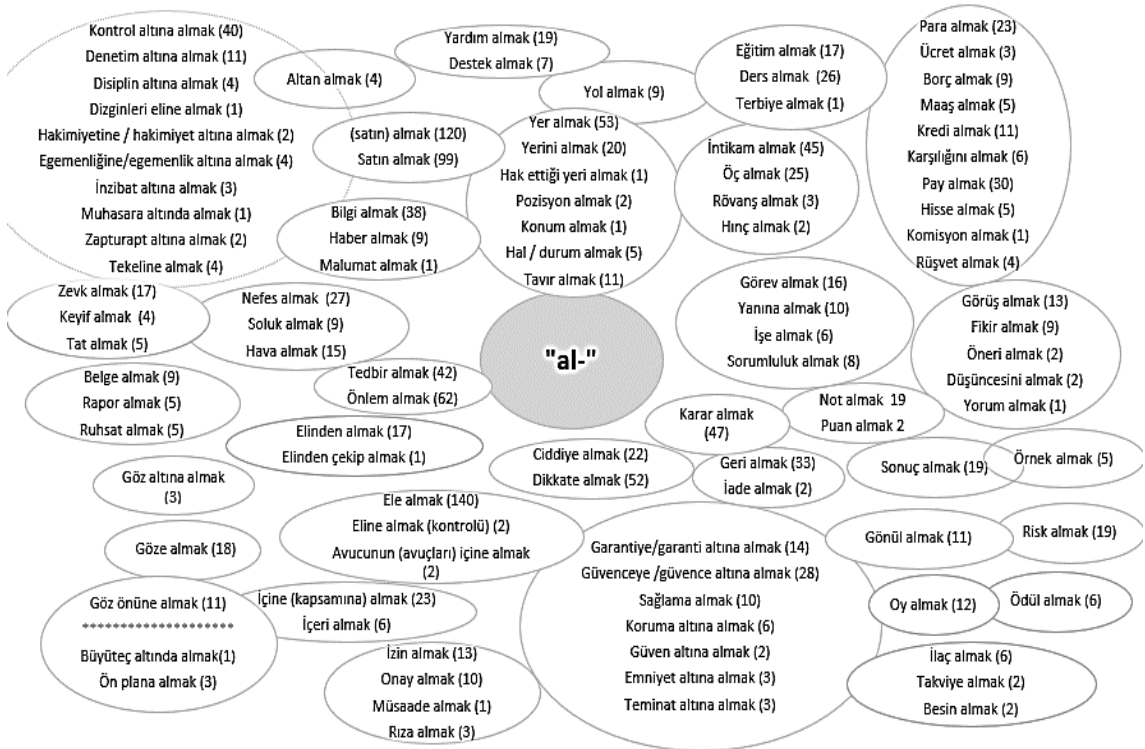 Kontrol altına almak (40)
Denetim altına almak (11)
Disiplin altına almak (4)
Dizginleri eline almak (1)
Hakimiyetine / hakimiyet altına almak (2)
Egemenliğine/egemenlik altına almak (4)
İnzibat altına almak (3)
Muhasara altında almak (1)
Zapturapt altına almak (2)
Tekeline almak (4)
Altan almak (4)
Yardım almak (19)
Destek almak (7)
Yol almak (9)
Eğitim almak (17)
Ders almak (26)
Terbiye almak (1)
Para almak (23)
Ücret almak (3)
Borç almak (9)
Maaş almak (5)
Kredi almak (11)
Karşılığını almak (6)
Pay almak (30)
Hisse almak (5)
Komisyon almak (1)
Rüşvet almak (4)
(satın) almak (120)
Satın almak (99)
Yer almak (53)
Yerini almak (20)
Hak ettiği yeri almak (1)
Pozisyon almak (2)
Konum almak (1)
Hal / durum almak (5)
Tavır almak (11)
İntikam almak (45)
Öç almak (25)
Rövanş almak (3)
Hınç almak (2)
Bilgi almak (38)
Haber almak (9)
Malumat almak (1)
Zevk almak (17)
Keyif almak (4)
Tat almak (5)
Nefes almak (27)
Soluk almak (9)
Hava almak (15)
"al-"
Görev almak (16)
Yanına almak (10)
İşe almak (6)
Sorumluluk almak (8)
Görüş almak (13)
Fikir almak (9)
Öneri almak (2)
Düşüncesini almak (2)
Yorum almak (1)
Belge almak (9)
Rapor almak (5)
Ruhsat almak (5)
Tedbir almak (42)
Önlem almak (62)
Elinden almak (17)
Elinden çekip almak (1)
Karar almak
(47)
Not almak 19
Puan almak 2
Ciddiye almak (22)
Dikkate almak (52)
Geri almak (33)
İade almak (2)
Sonuç almak (19)
Örnek almak (5)
Göz altına almak
(3)
Ele almak (140)
Eline almak (kontrolü) (2)
Avucunun (avuçları) içine almak
(2)
Göze almak (18)
Garantiye/garanti altına almak (14)
Güvenceye /güvence altına almak (28)
Sağlama almak (10)
Koruma altına almak (6)
Güven altına almak (2)
Emniyet altına almak (3)
Teminat altına almak (3)
Gönül almak (11)
Risk almak (19)
Göz önüne almak (11)
********************
Büyüteç altında almak(1)
Ön plana almak (3)
İçine (kapsamına) almak (23)
İçeri almak (6)
Oy almak (12)
Ödül almak (6)
İzin almak (13)
Onay almak (10)
Müsaade almak (1)
Rıza almak (3)
İlaç almak (6)
Takviye almak (2)
Besin almak (2)